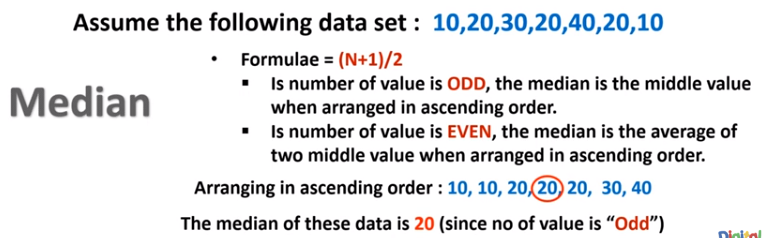 Assume the following data set : 10,20,30,20,40,20,10
• Formulae = (N+1)/2
▪ Is number of value is ODD, the median is the middle value
when arranged in ascending order.
Median
▪ Is number of value is EVEN, the median is the average of
two middle value when arranged in ascending order.
Arranging in ascending order : 10, 10, 20, 20, 20, 30, 40
The median of these data is 20 (since no of value is “Odd”)